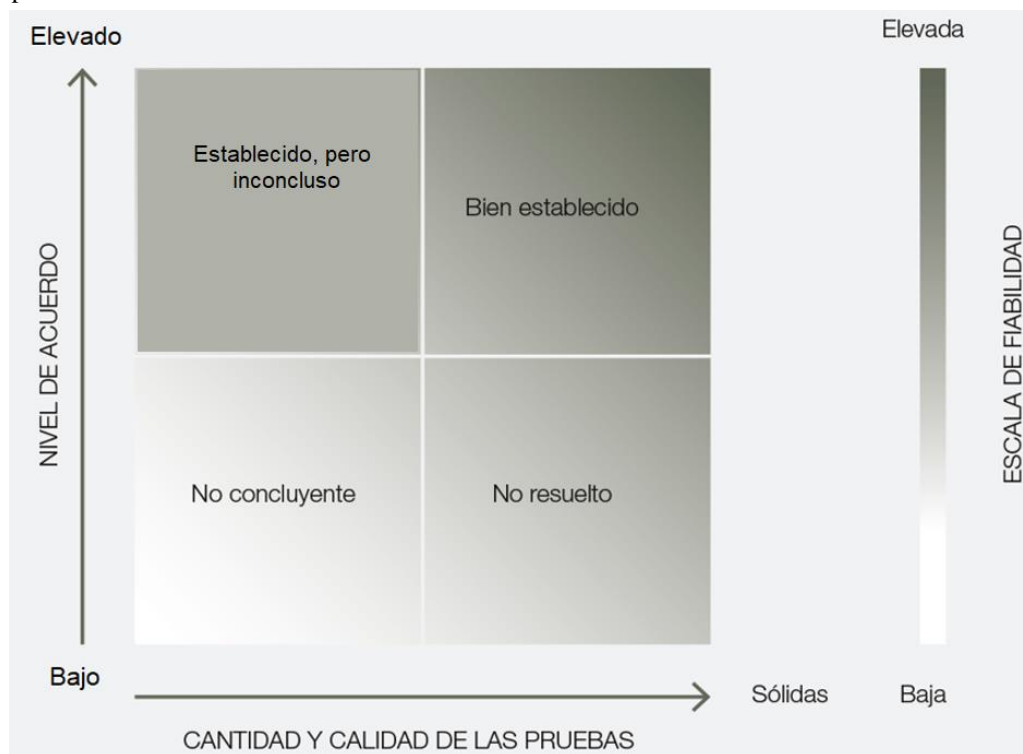 Elevado
Elevada
Establecido, pero
inconcluso
Bien establecido
NIVEL DE ACUERDO
ESCALA DE FIABILIDAD
No concluyente
No resuelto
Bajo
Sólidas
Baja
CANTIDAD Y CALIDAD DE LAS PRUEBAS